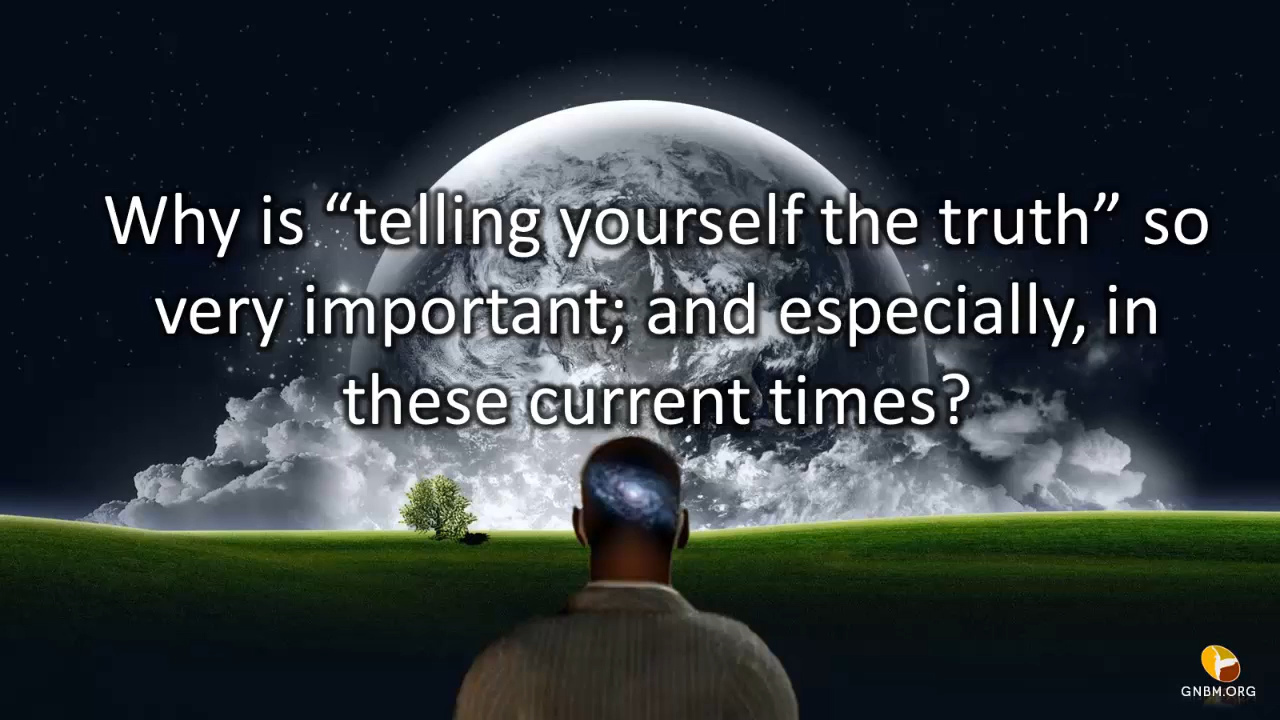 Why is “telling yourself the truth” so
very important; and especially, in
these current times?
GNBM.ORG